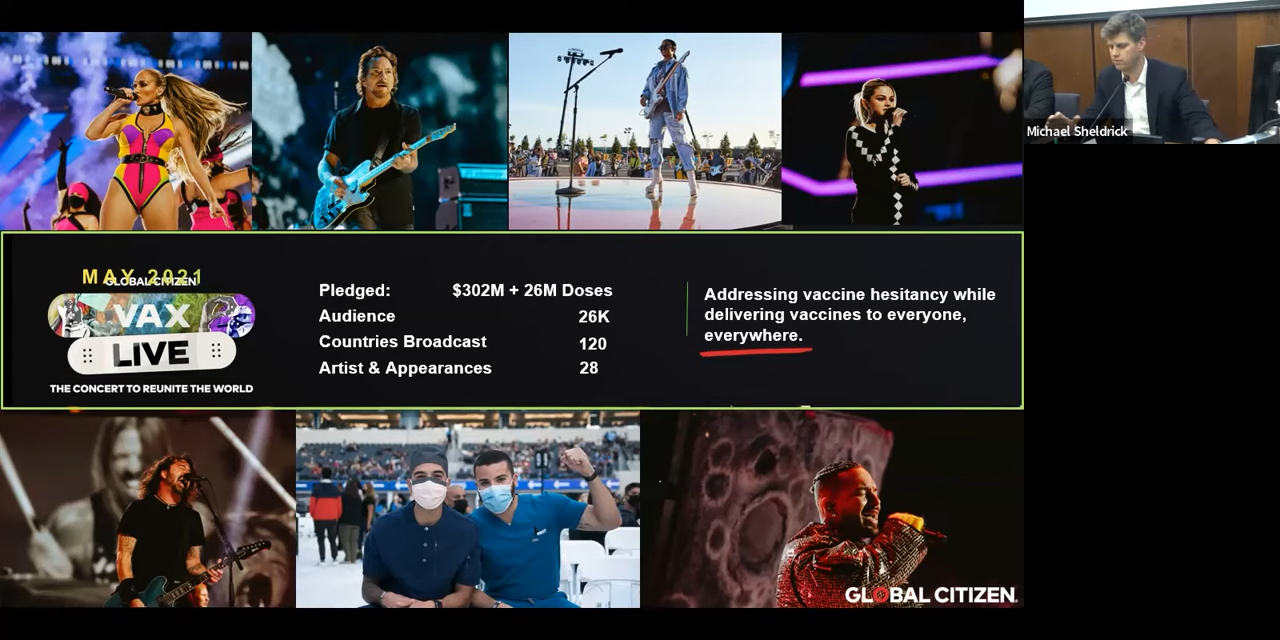 Michael Sheldrick
MAY 2021
GLOBAL CITIZEN
VAX
LIVE
THE CONCERT TO REUNITE THE WORLD
Pledged: $302M + 26M Doses
Audience 26K
Countries Broadcast 120
Artist & Appearances 28
Addressing vaccine hesitancy while
delivering vaccines to everyone,
everywhere.
GLOBAL CITIZEN.